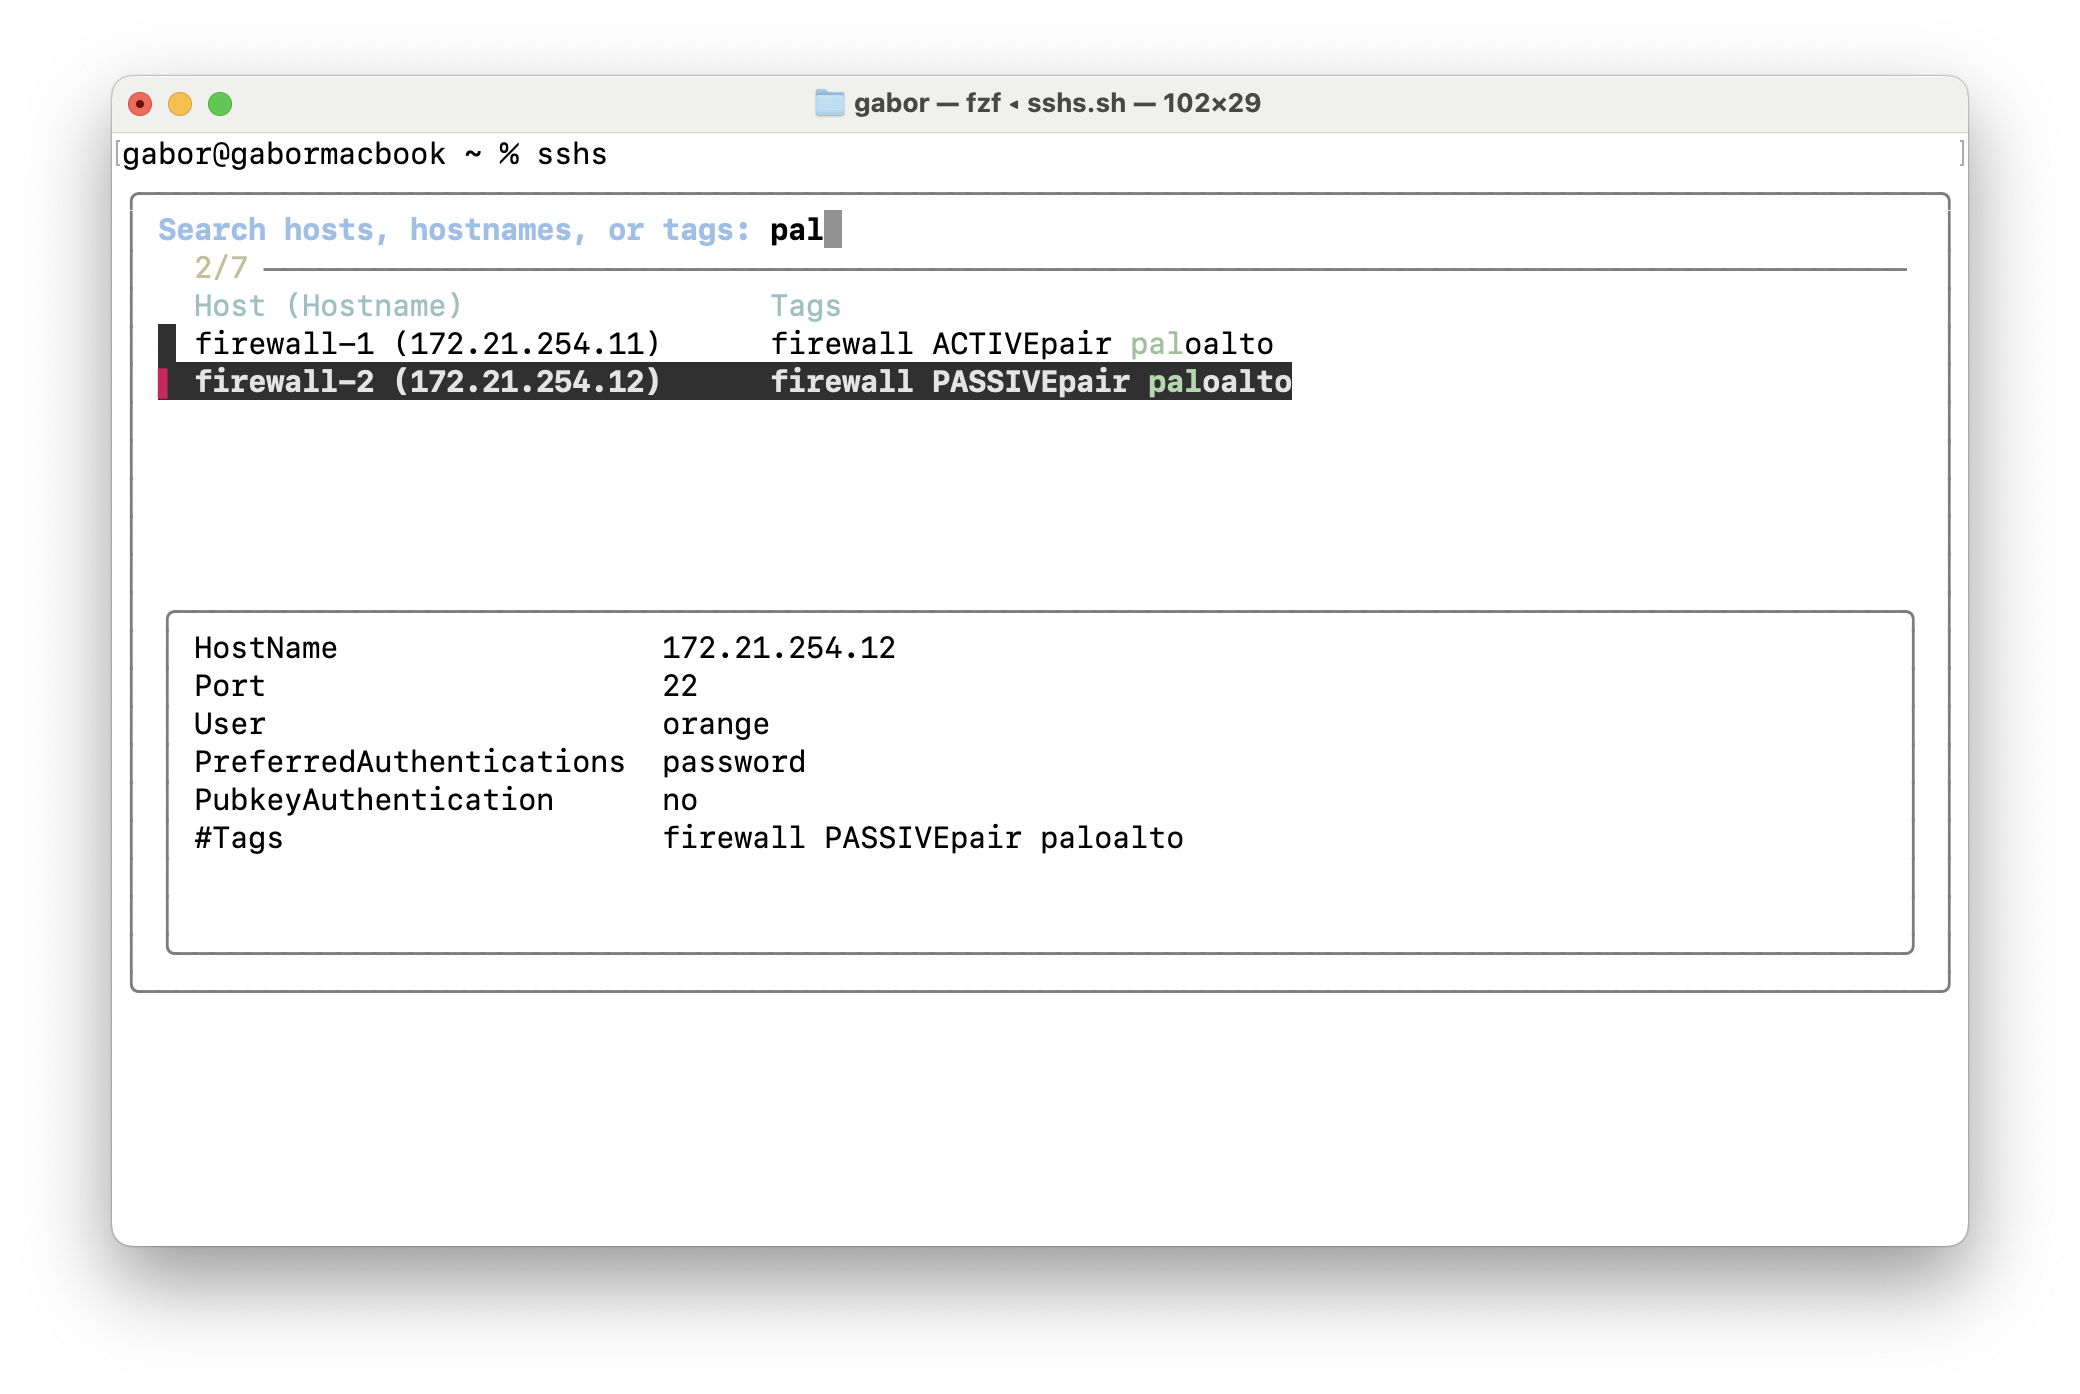 gabor — fzf ◂ sshs.sh — 102×29
[gabor@gabormacbook ~ % sshs ]
Search hosts, hostnames, or tags: pal
2/7
Host (Hostname) Tags
firewall-1 (172.21.254.11) firewall ACTIVEpair paloalto
firewall-2 (172.21.254.12) firewall PASSIVEpair paloalto
HostName 172.21.254.12
Port 22
User orange
PreferredAuthentications password
PubkeyAuthentication no
#Tags firewall PASSIVEpair paloalto